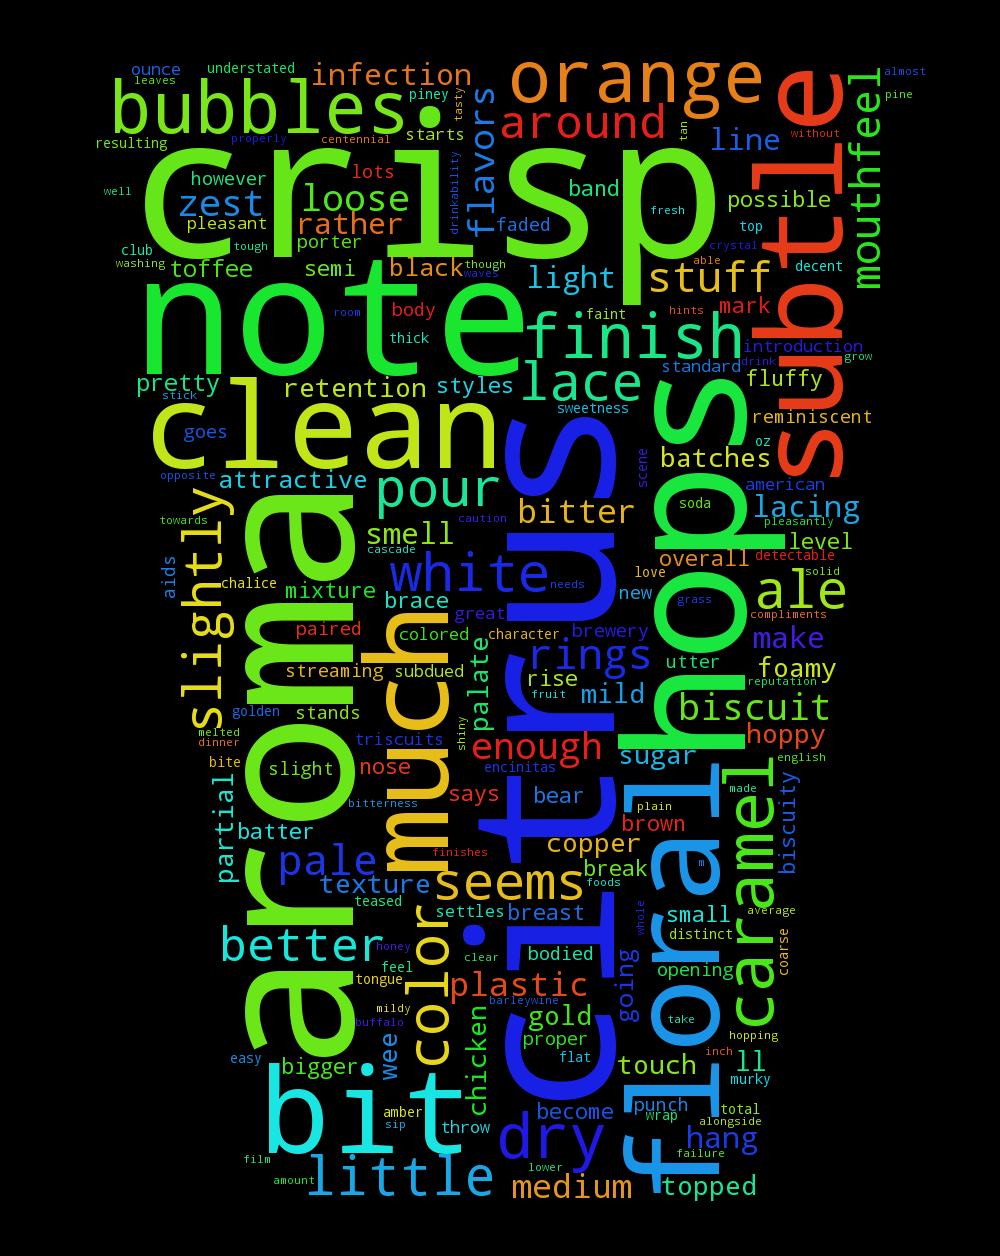 ounce
understated
infection
orange
almost
leaves
bubbles
piney
tasty
flavors
around
line
subtle
mouthfeel
pine
resulting
properly
centennial
starts
tan
without
crisp
however
lots
drinkability
band
possible
well
zest
loose
fresh
pleasant
rather
faded
top
club
tough
porter
crystal
washing
toffee
semi
black
though
waves
light
stuff
able
decent
note
room
body
faint
hints
mark
thick
finish
introduction
grow
pretty
retention
styles
lace
standard
drink
fluffy
stick
clean
sweetness
reminiscent
goes
hops
oz
opposite
attractive
pour
citrus
scene
batches
american
slightly
aroma
bitter
soda
lacing
towards
smell
caution
pleasantly
level
cascade
overall
detectable
aids
chalice
mixture
white
needs
love
solid
brace
new
grass
ale
great
compliments
paired
colored
character
brewery
make
much
palate
rings
utter
streaming
subdued
rise
foamy
fruit
mild
reputation
golden
stands
biscuit
melted
dinner
triscuits
shiny
enough
hoppy
bite
slight
nose
encinitas
sugar
english
partial
bitterness
says
bear
floral
made
caramel
biscuity
batter
plain
brown
finishes
copper
pale
break
m
texture
seems
foods
teased
settles
breast
whole
small
average
better
color
honey
clear
bodied
distinct
coarse
feel
tongue
plastic
going
opening
barleywine
mildy
buffalo
chicken
gold
take
proper
hopping
easy
wee
flat
inch
bigger
touch
ll
murky
bit
amber
become
punch
wrap
total
sip
throw
dry
alongside
hang
film
lower
failure
amount
little
medium
topped